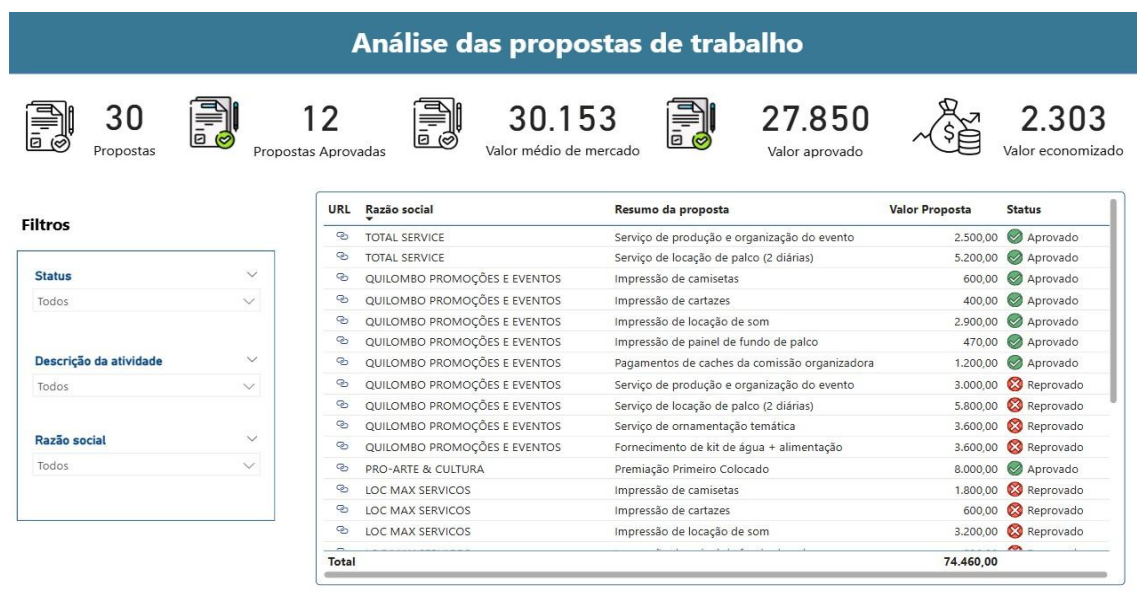 Análise das propostas de trabalho
30
Propostas
12
Propostas Aprovadas
30.153
Valor médio de mercado
27.850
Valor aprovado
2.303
Valor economizado
Filtros
Status
Todos
Descrição da atividade
Todos
Razão social
Todos
URL Razão social Resumo da proposta Valor Proposta Status
TOTAL SERVICE Serviço de produção e organização do evento 2.500,00 Aprovado
TOTAL SERVICE Serviço de locação de palco (2 diárias) 5.200,00 Aprovado
QUILOMBO PROMOÇÕES E EVENTOS Impressão de camisetas 600,00 Aprovado
QUILOMBO PROMOÇÕES E EVENTOS Impressão de cartazes 400,00 Aprovado
QUILOMBO PROMOÇÕES E EVENTOS Impressão de locação de som 2.900,00 Aprovado
QUILOMBO PROMOÇÕES E EVENTOS Impressão de painel de fundo de palco 470,00 Aprovado
QUILOMBO PROMOÇÕES E EVENTOS Pagamentos de caches da comissão organizadora 1.200,00 Aprovado
QUILOMBO PROMOÇÕES E EVENTOS Serviço de produção e organização do evento 3.000,00 Reprovado
QUILOMBO PROMOÇÕES E EVENTOS Serviço de locação de palco (2 diárias) 5.800,00 Reprovado
QUILOMBO PROMOÇÕES E EVENTOS Serviço de ornamentação temática 3.600,00 Reprovado
QUILOMBO PROMOÇÕES E EVENTOS Fornecimento de kit de água + alimentação 3.600,00 Reprovado
PRO-ARTE & CULTURA Premiação Primeiro Colocado 8.000,00 Aprovado
LOC MAX SERVICOS Impressão de camisetas 1.800,00 Reprovado
LOC MAX SERVICOS Impressão de cartazes 600,00 Reprovado
LOC MAX SERVICOS Impressão de locação de som 3.200,00 Reprovado
Total 74.460,00